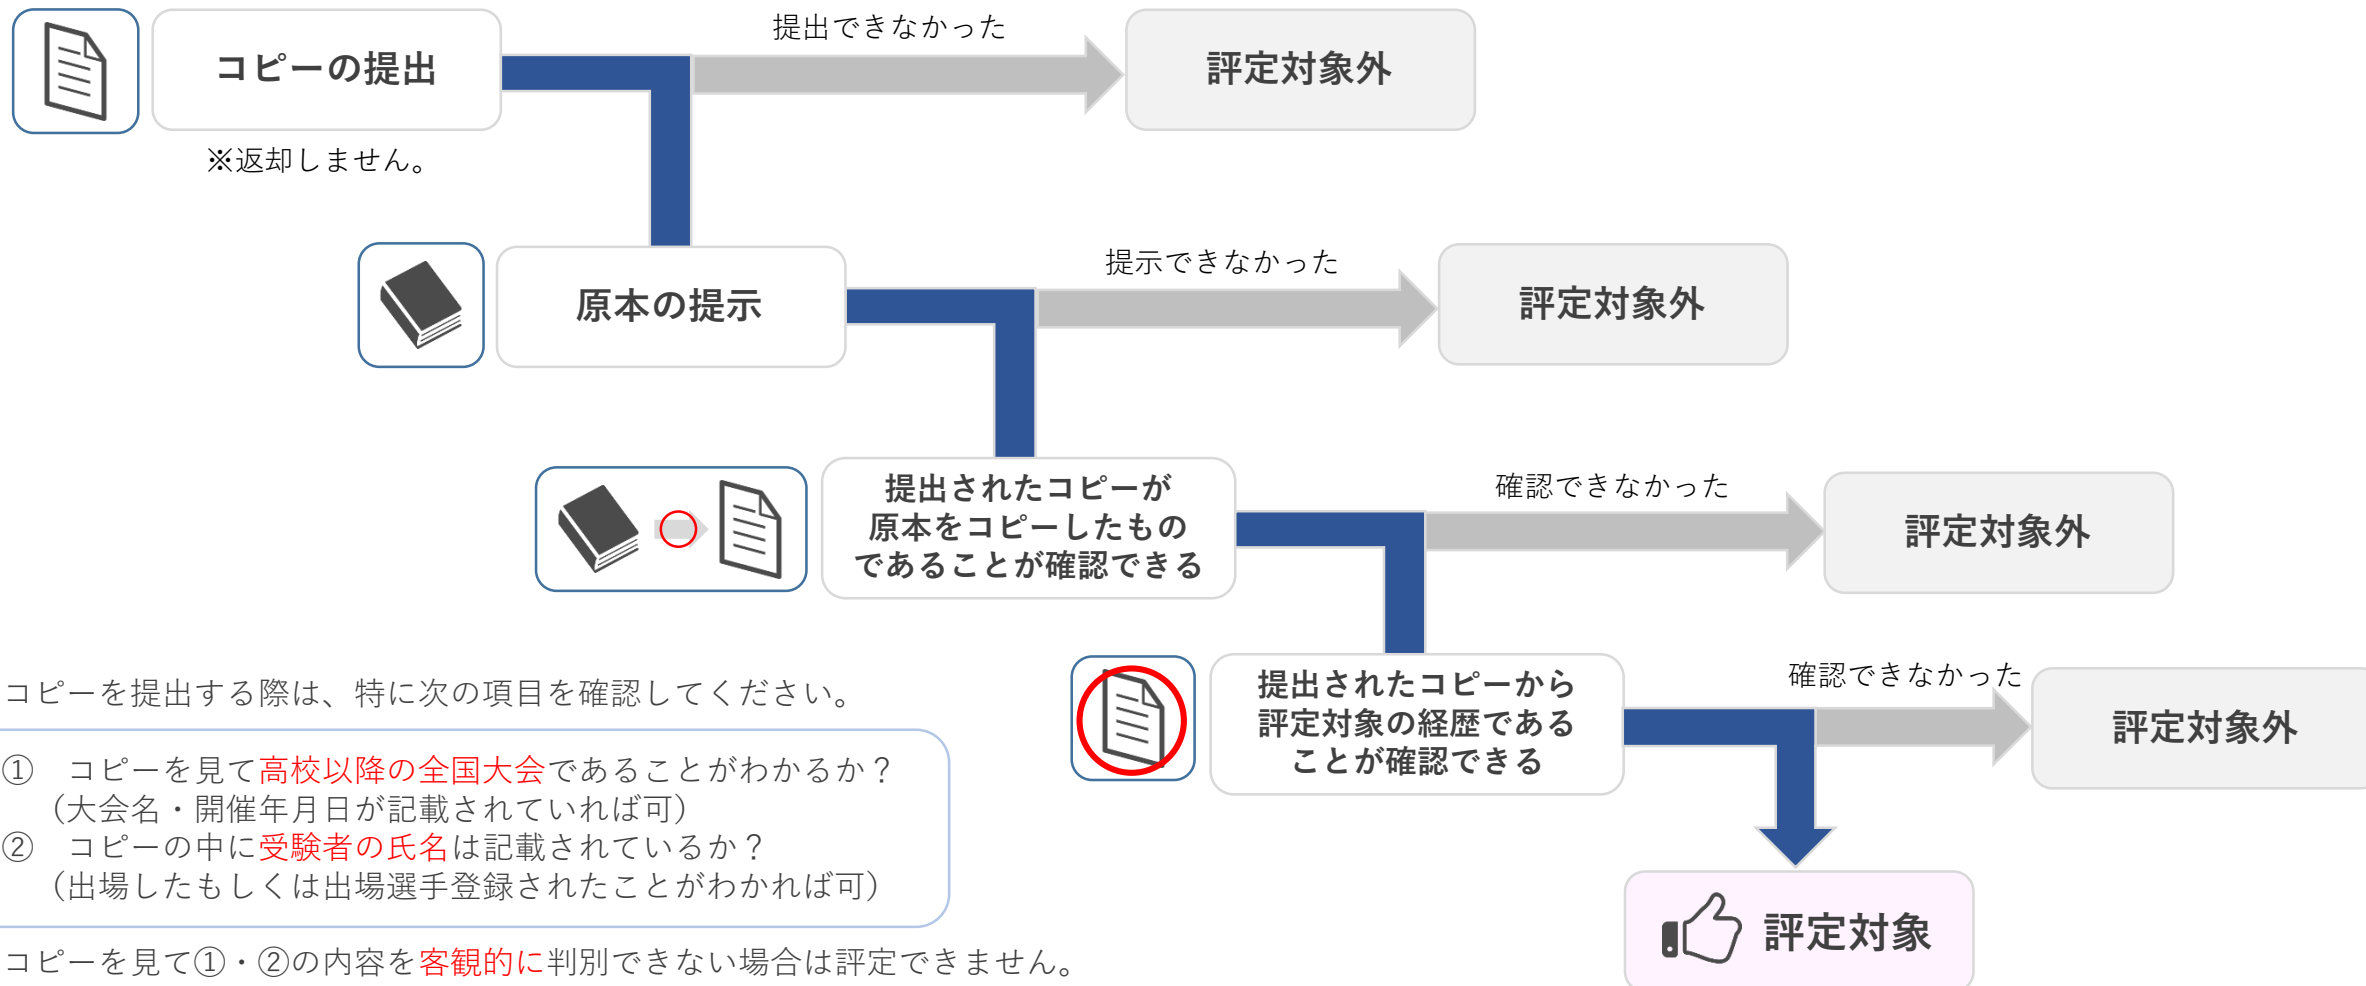 提出できなかった
コピーの提出
評定対象外
※返却しません。
提示できなかった
原本の提示
評定対象外
確認できなかった
提出されたコピーが
原本をコピーしたもの
であることが確認できる
評定対象外
確認できなかった
提出されたコピーから
評定対象の経歴である
ことが確認できる
評定対象外
評定対象
コピーを提出する際は、特に次の項目を確認してください。
① コピーを見て高校以降の全国大会であることがわかるか？
（大会名・開催年月日が記載されていれば可）
② コピーの中に受験者の氏名は記載されているか？
（出場したもしくは出場選手登録されたことがわかれば可）
コピーを見て①・②の内容を客観的に判別できない場合は評定できません。